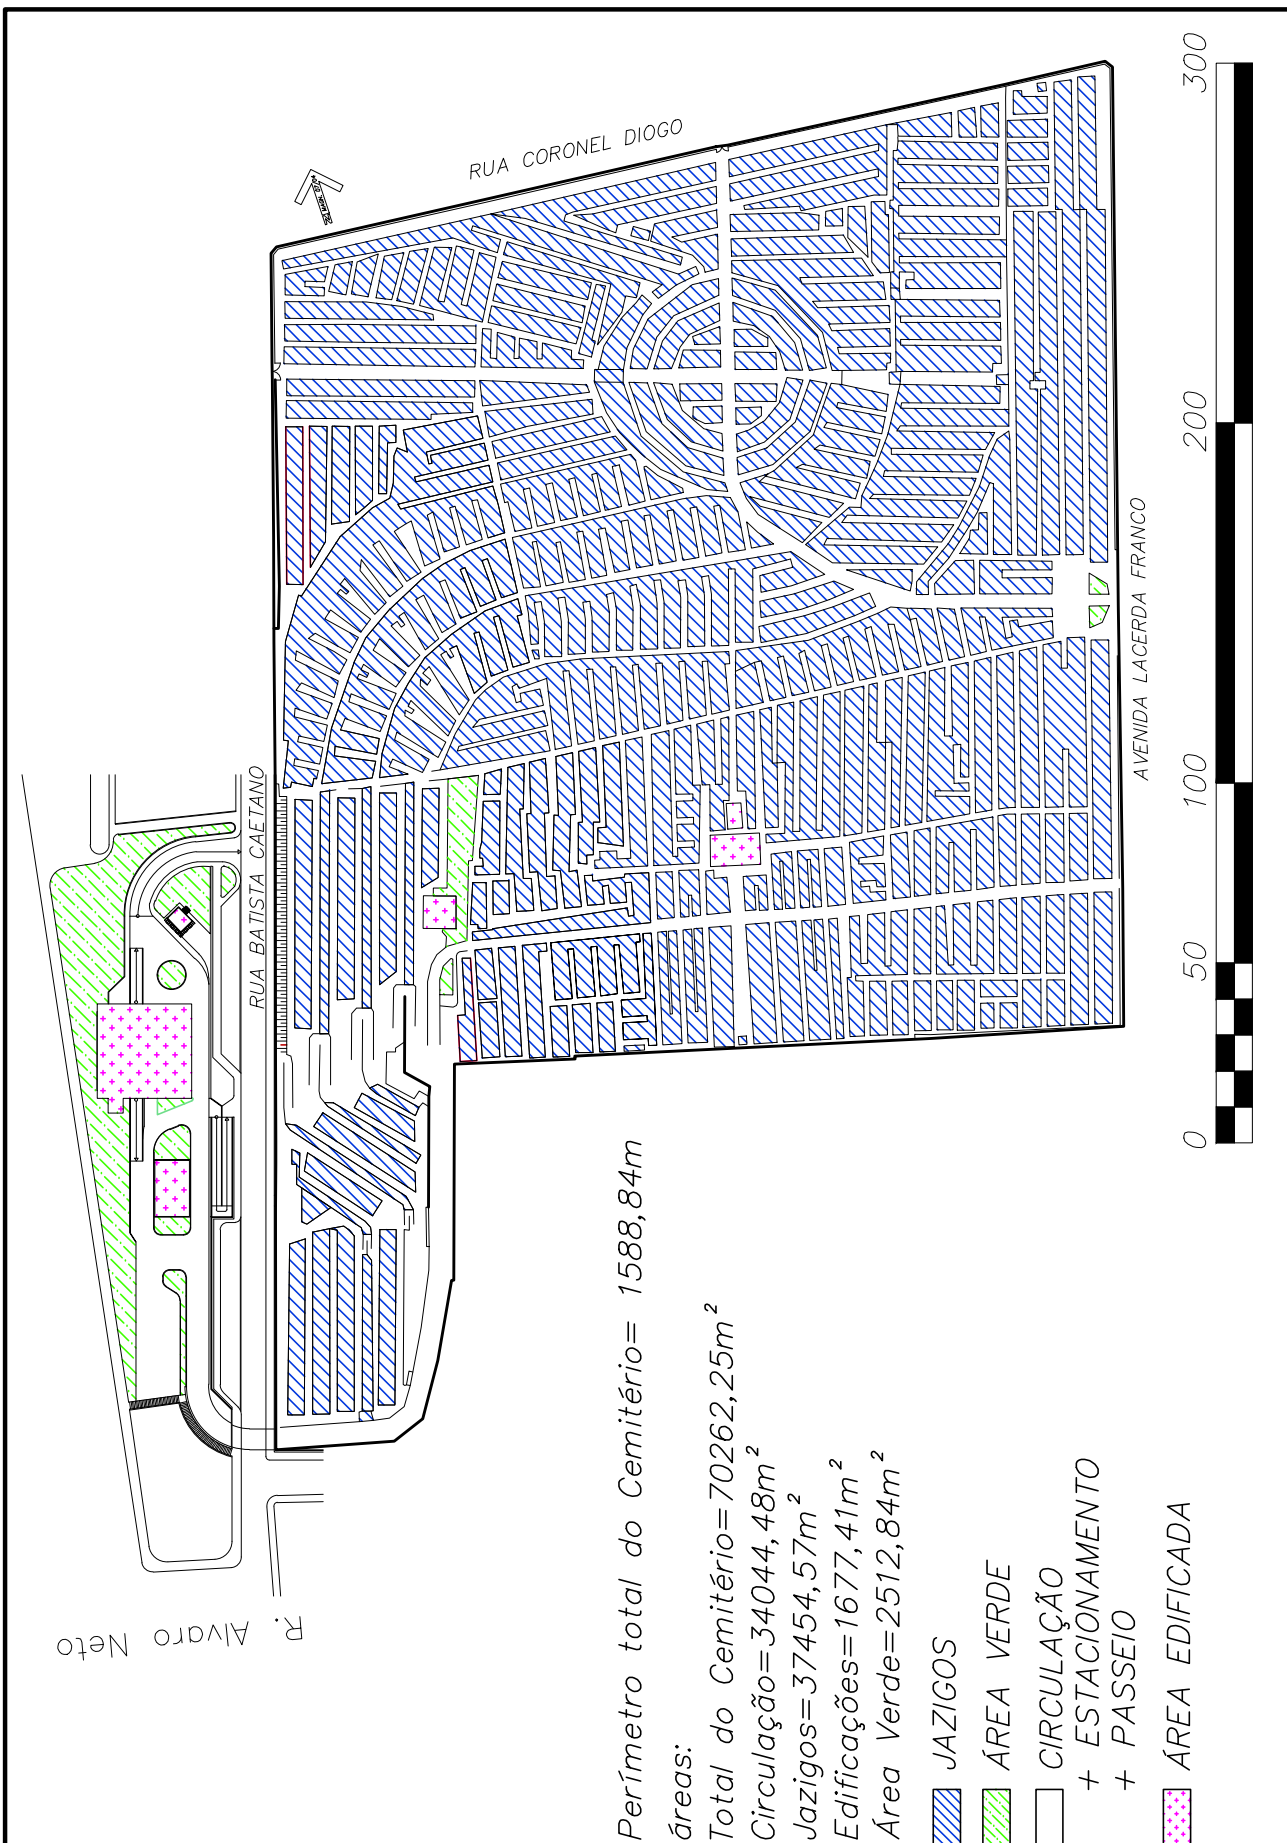 RUA CORONEL DIOGO
RUA BATISTA CAETANO
AVENIDA LACERDA FRANCO
R. Alvaro Neto
0 50 100 200 300
Perímetro total do Cemitério= 1588,84m
áreas:
Total do Cemitério=70262,25m²
Circulação=34044,48m²
Jazigos=37454,57m²
Edificações=1677,41m²
Área Verde=2512,84m²
JAZIGOS
ÁREA VERDE
CIRCULAÇÃO
+ ESTACIONAMENTO
+ PASSEIO
ÁREA EDIFICADA